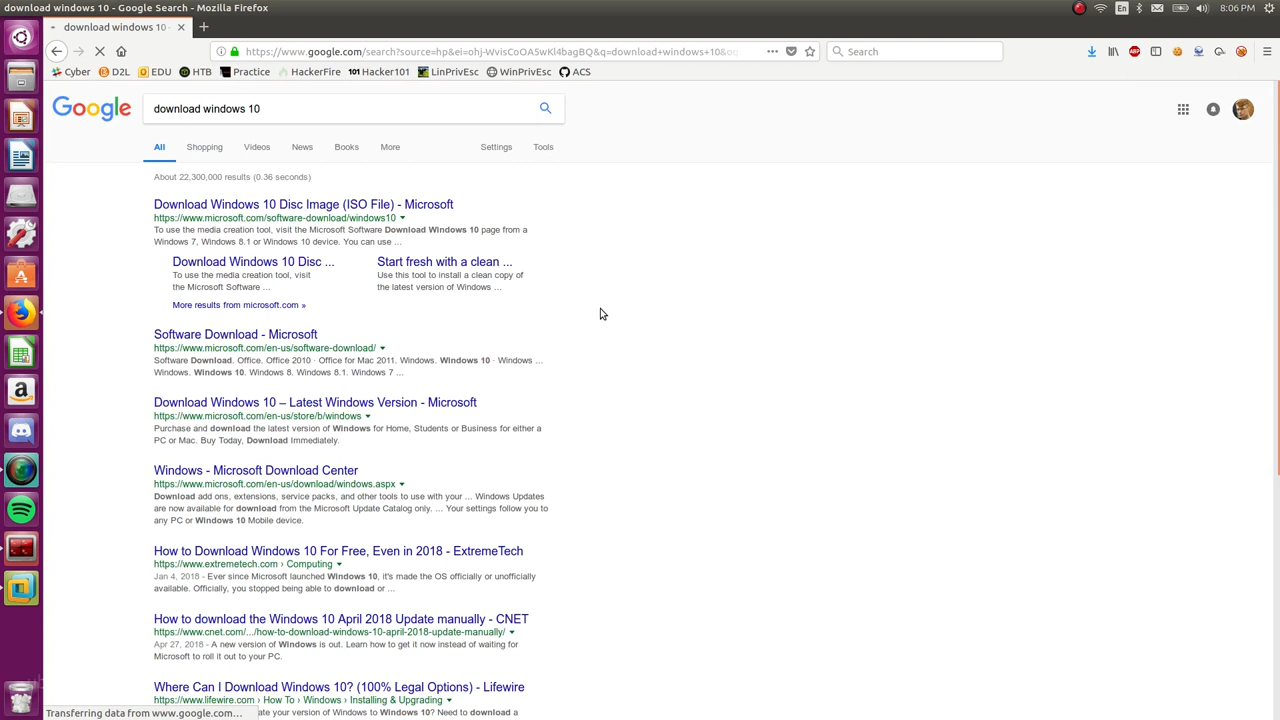 download windows 10 - Google Search - Mozilla Firefox
En
8:06 PM
download windows 10 -
https://www.google.com/search?source=hp&ei=
Search
Cyber D2L EDU HTB Practice HackerFire 101 Hacker101 LinPrivEsc WinPrivEsc ACS
Google
download windows 10
All Shopping Videos News Books More Settings Tools
About 22,300,000 results (0.36 seconds)
Download Windows 10 Disc Image (ISO File) - Microsoft
https://www.microsoft.com/software-download/windows10
To use the media creation tool, visit the Microsoft Software Download Windows 10 page from a
Windows 7, Windows 8.1 or Windows 10 device. You can use ...
Download Windows 10 Disc ...
To use the media creation tool, visit
the Microsoft Software ...
Start fresh with a clean ...
Use this tool to install a clean copy of
the latest version of Windows ...
More results from microsoft.com »
Software Download - Microsoft
https://www.microsoft.com/en-us/software-download/
Software Download. Office. Office 2010 · Office for Mac 2011. Windows. Windows 10 · Windows ...
Windows. Windows 10. Windows 8. Windows 8.1. Windows 7 ...
Download Windows 10 – Latest Windows Version - Microsoft
https://www.microsoft.com/en-us/store/b/windows
Purchase and download the latest version of Windows for Home, Students or Business for either a
PC or Mac. Buy Today, Download Immediately.
Windows - Microsoft Download Center
https://www.microsoft.com/en-us/download/windows.aspx
Download add ons, extensions, service packs, and other tools to use with your ... Windows Updates
are now available for download from the Microsoft Update Catalog only. ... Your settings follow you to
any PC or Windows 10 Mobile device.
How to Download Windows 10 For Free, Even in 2018 - ExtremeTech
https://www.extremetech.com › Computing
Jan 4, 2018 - Ever since Microsoft launched Windows 10, it's made the OS officially or unofficially
available. Officially, you stopped being able to download or ...
How to download the Windows 10 April 2018 Update manually - CNET
https://www.cnet.com/.../how-to-download-windows-10-april-2018-update-manually/
Apr 27, 2018 - A new version of Windows is out. Learn how to get it now instead of waiting for
Microsoft to roll it out to your PC.
Where Can I Download Windows 10? (100% Legal Options) - Lifewire
https://www.lifewire.com › How To › Windows › Installing & Upgrading
Transferring data from www.google.com...
your version of Windows to Windows 10? Need to download a